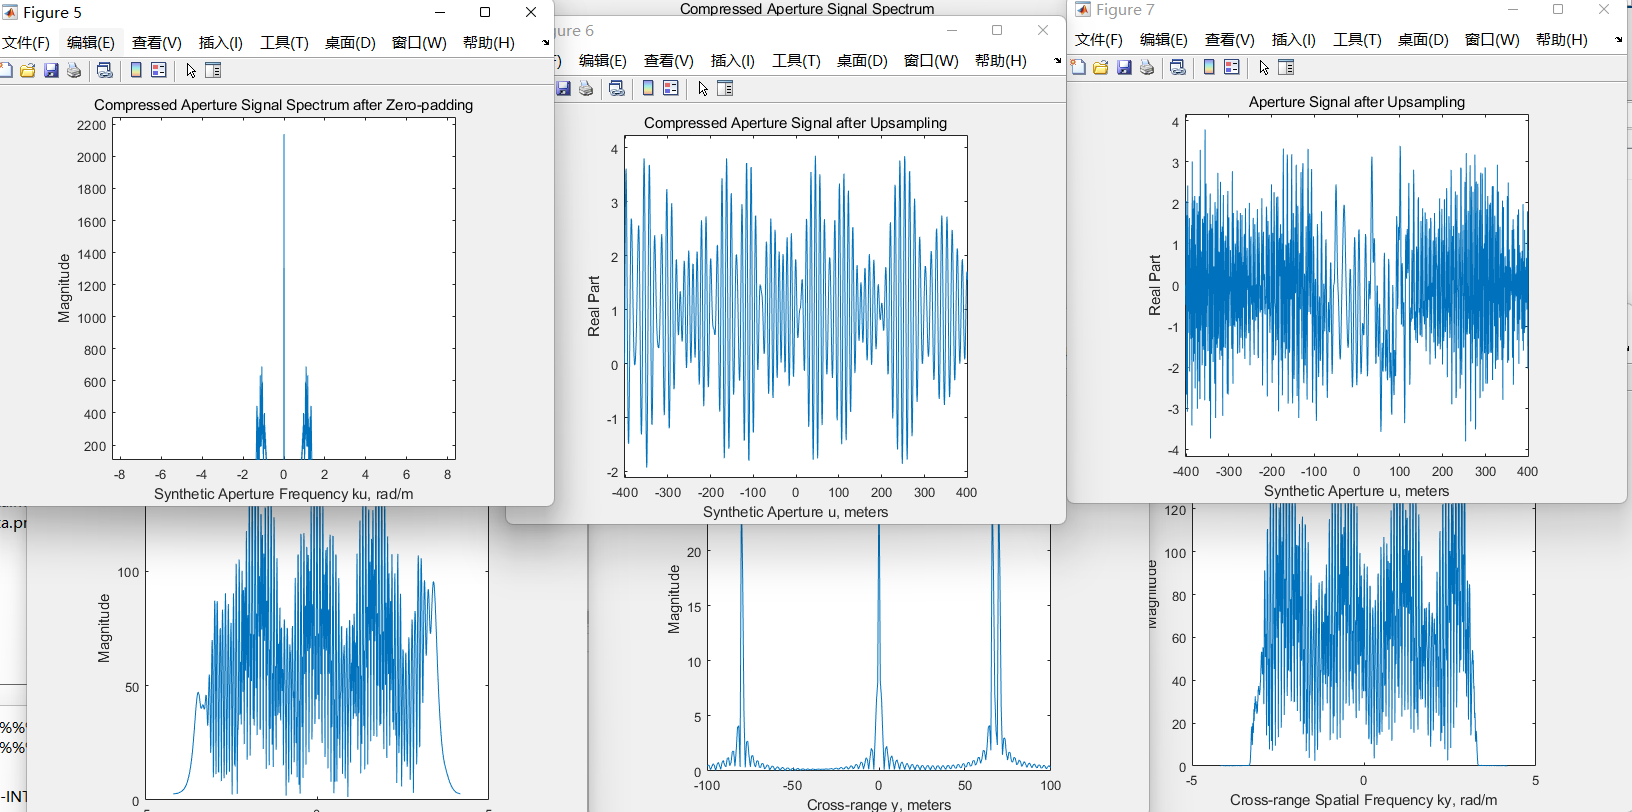 Compressed Aperture Signal Spectrum
Figure 5
文件(F) 编辑(E) 查看(V) 插入(I) 工具(T) 桌面(D) 窗口(W) 帮助(H)
Compressed Aperture Signal Spectrum after Zero-padding
2200
2000
1800
1600
1400
1200
1000
800
600
400
200
Magnitude
-8 -6 -4 -2 0 2 4 6 8
Synthetic Aperture Frequency ku, rad/m
gure 6
F) 编辑(E) 查看(V) 插入(I) 工具(T) 桌面(D) 窗口(W) 帮助(H)
Compressed Aperture Signal after Upsampling
4
3
2
1
0
-1
-2
Real Part
-400 -300 -200 -100 0 100 200 300 400
Synthetic Aperture u, meters
Figure 7
文件(F) 编辑(E) 查看(V) 插入(I) 工具(T) 桌面(D) 窗口(W) 帮助(H)
Aperture Signal after Upsampling
4
3
2
1
0
-1
-2
-3
-4
Real Part
-400 -300 -200 -100 0 100 200 300 400
Synthetic Aperture u, meters
ta.pr
%%
%%
-INT
100
50
0
Magnitude
20
15
10
5
0
Magnitude
-100 -50 0 50 100
Cross-range y, meters
120
100
80
60
40
20
0
Magnitude
-5 0 5
Cross-range Spatial Frequency ky, rad/m